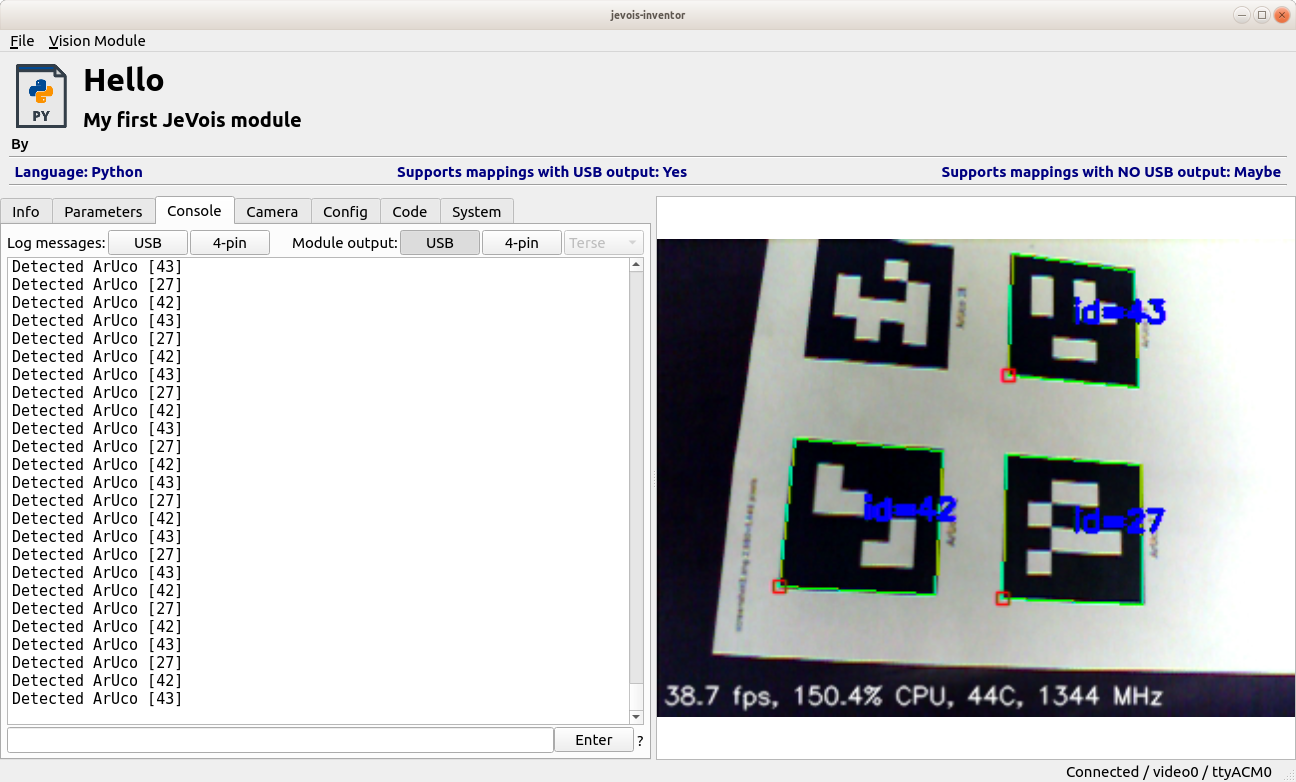 jevois-inventor
File Vision Module
PY
Hello
My first JeVois module
By
Language: Python Supports mappings with USB output: Yes Supports mappings with NO USB output: Maybe
Info Parameters Console Camera Config Code System
Log messages: USB 4-pin Module output: USB 4-pin Terse
Detected ArUco [43]
Detected ArUco [27]
Detected ArUco [42]
Detected ArUco [43]
Detected ArUco [27]
Detected ArUco [42]
Detected ArUco [43]
Detected ArUco [27]
Detected ArUco [42]
Detected ArUco [43]
Detected ArUco [27]
Detected ArUco [42]
Detected ArUco [43]
Detected ArUco [27]
Detected ArUco [42]
Detected ArUco [43]
Detected ArUco [27]
Detected ArUco [43]
Detected ArUco [42]
Detected ArUco [27]
Detected ArUco [42]
Detected ArUco [43]
Detected ArUco [27]
Detected ArUco [42]
Detected ArUco [43]
Enter ?
ArUco 28
id=43
id=42
id=27
38.7 fps, 150.4% CPU, 44C, 1344 MHz
Connected / video0 / ttyACM0